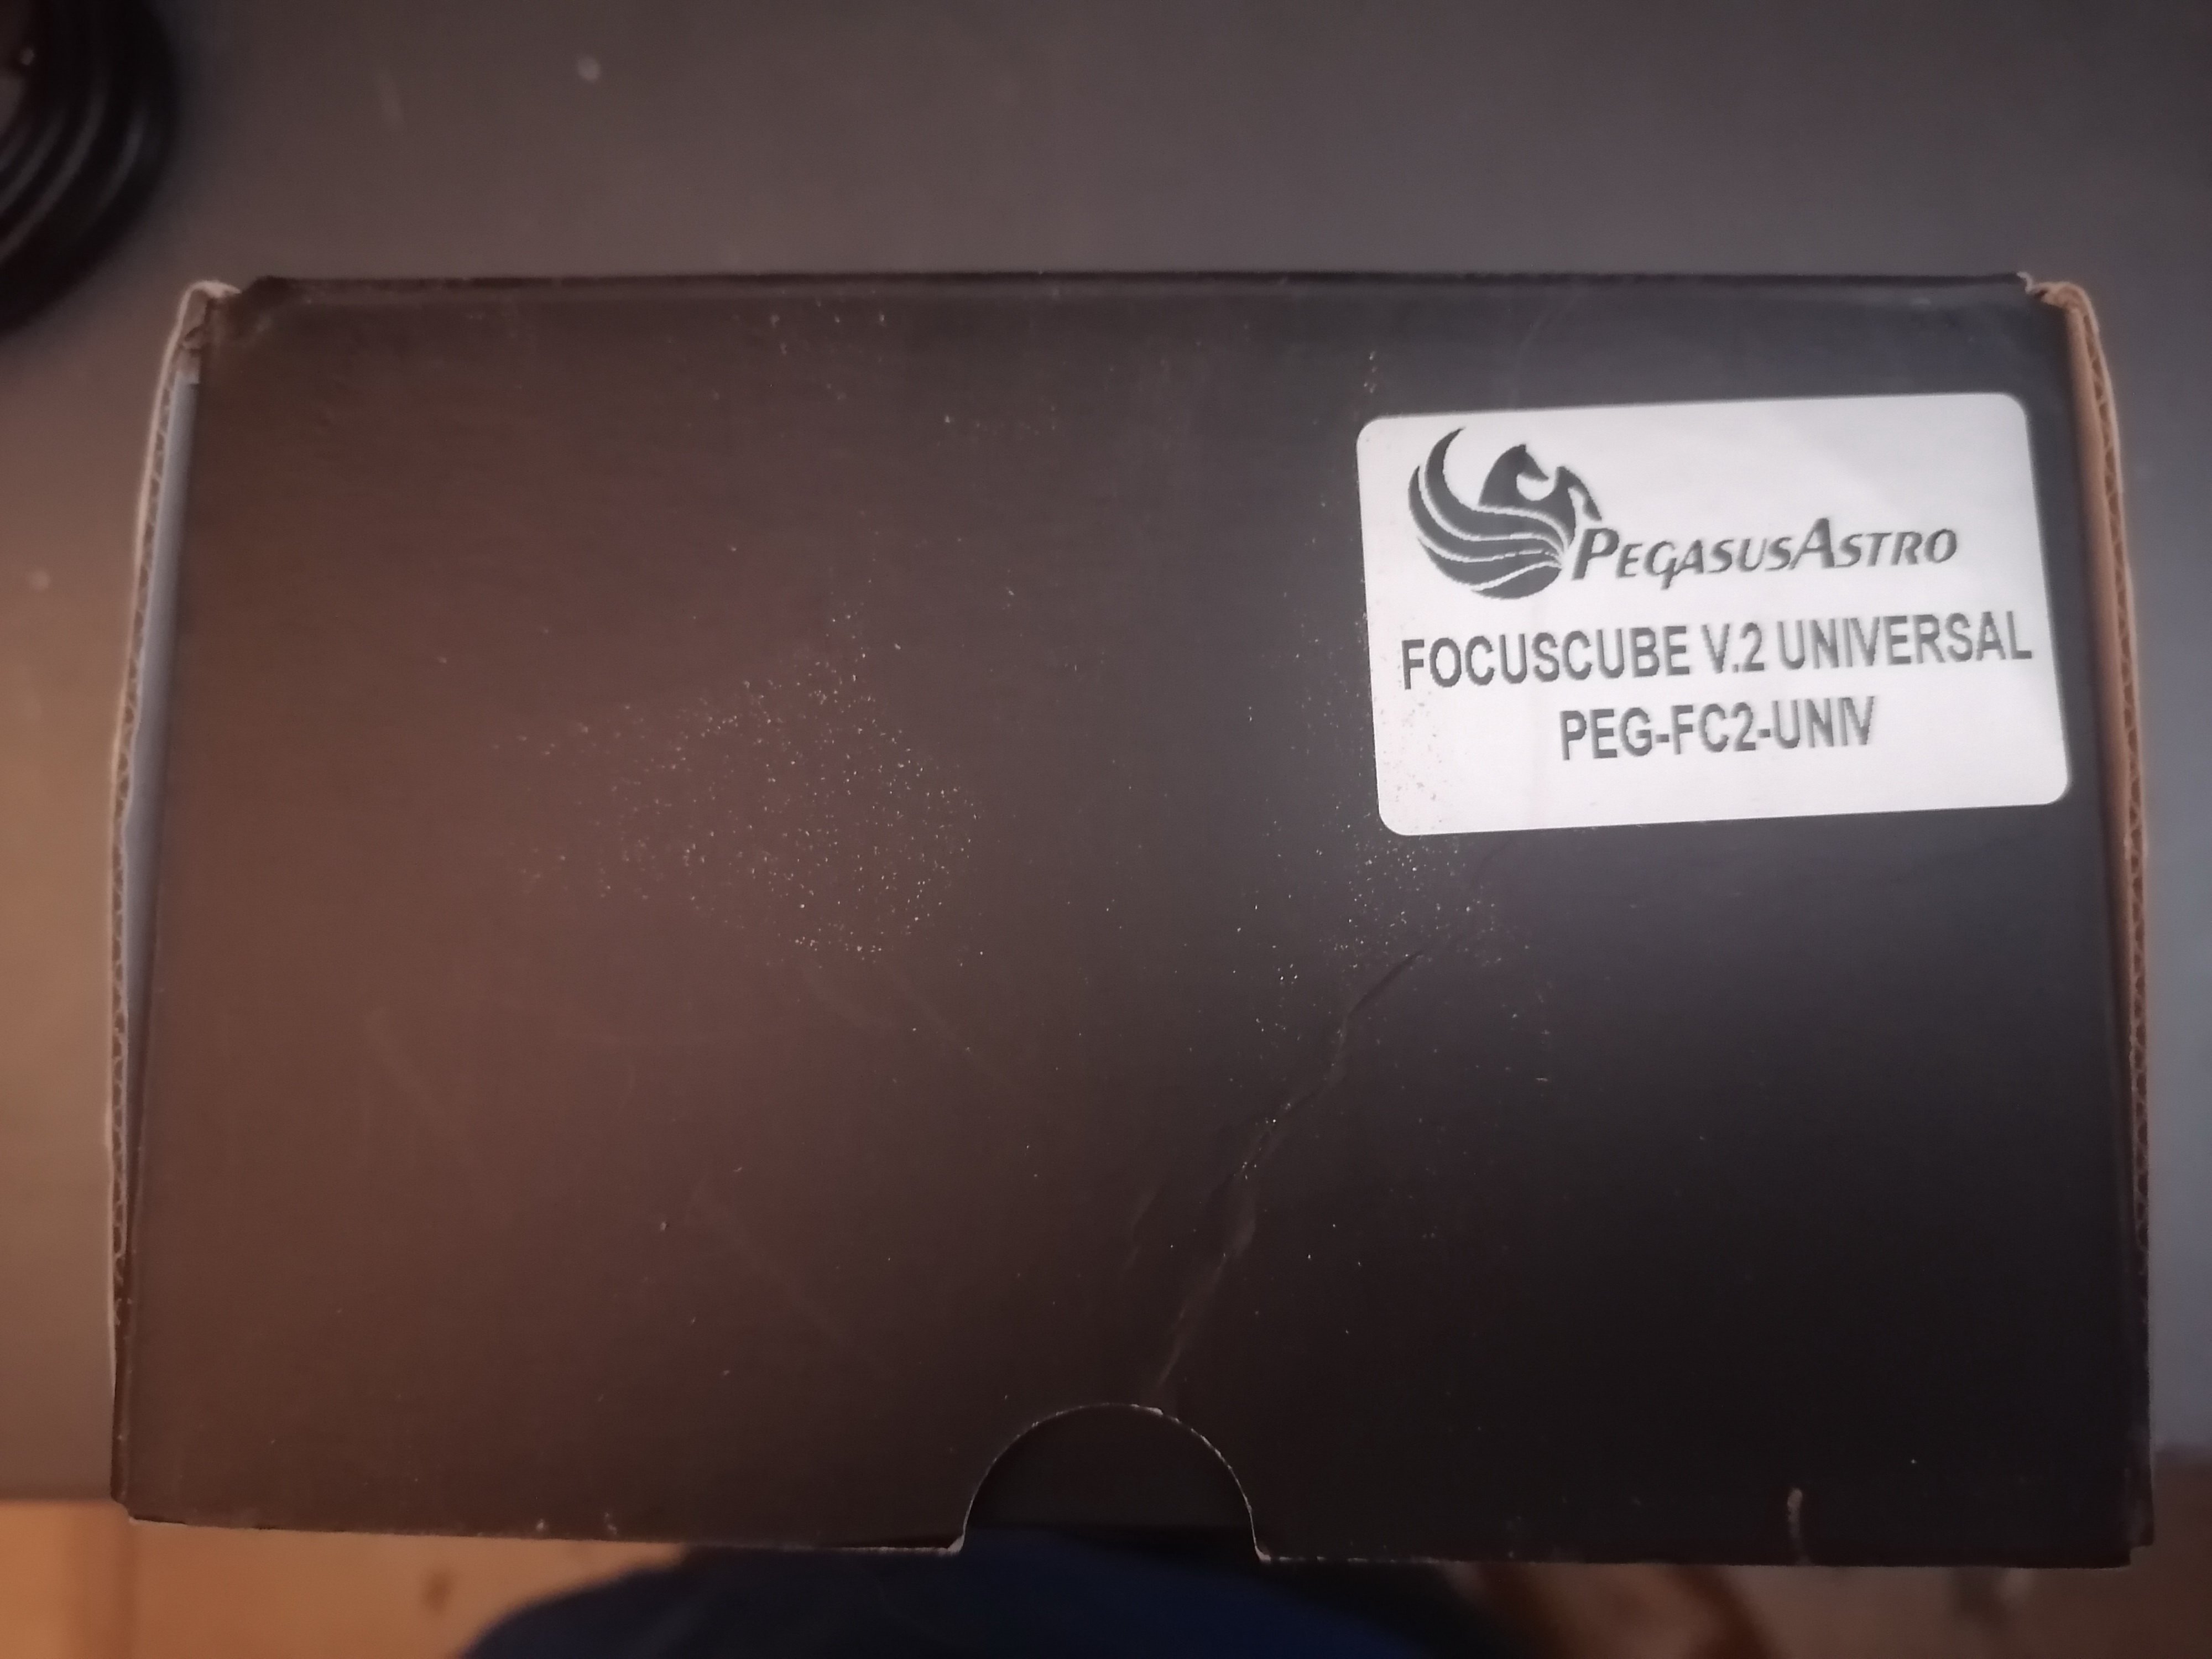 PEGASUSASTRO
FOCUSCUBE V.2 UNIVERSAL
PEG-FC2-UNIV